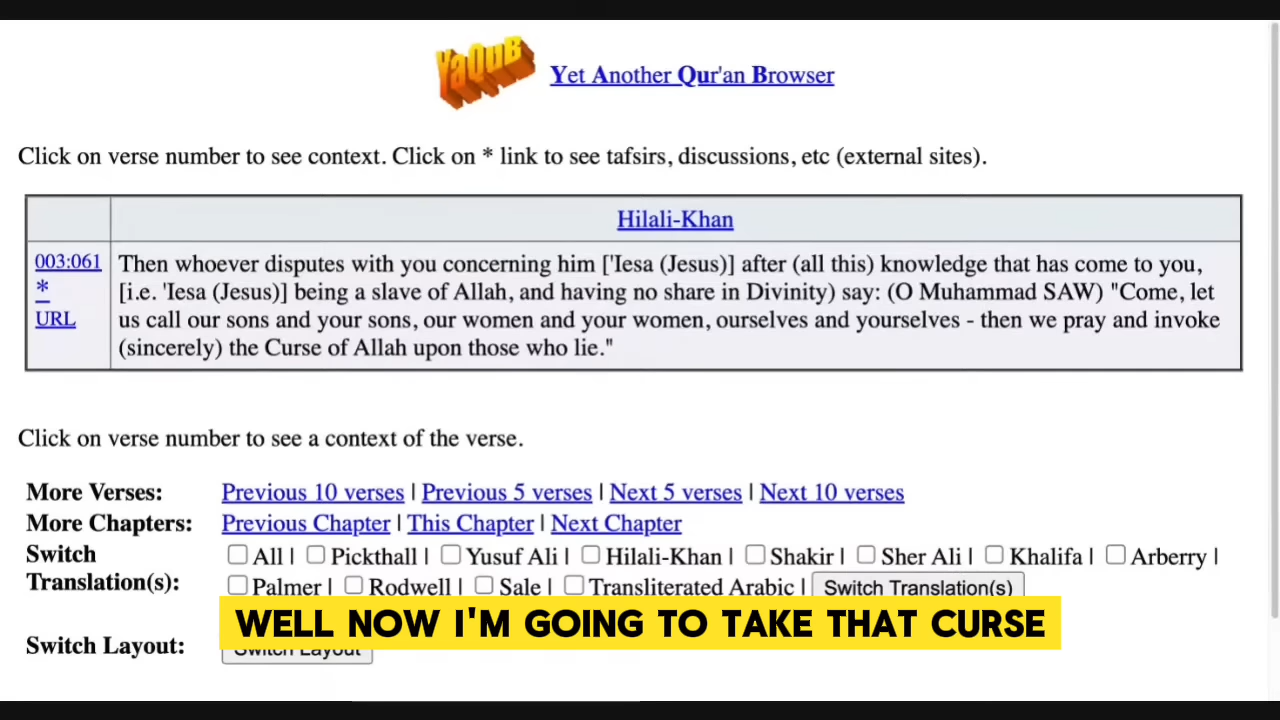 YaQuB
Yet Another Qur'an Browser
Click on verse number to see context. Click on * link to see tafsirs, discussions, etc (external sites).
Hilali-Khan
003:061
*
URL
Then whoever disputes with you concerning him ['Iesa (Jesus)] after (all this) knowledge that has come to you,
[i.e. 'Iesa (Jesus)] being a slave of Allah, and having no share in Divinity) say: (O Muhammad SAW) "Come, let
us call our sons and your sons, our women and your women, ourselves and yourselves - then we pray and invoke
(sincerely) the Curse of Allah upon those who lie."
Click on verse number to see a context of the verse.
More Verses: Previous 10 verses | Previous 5 verses | Next 5 verses | Next 10 verses
More Chapters: Previous Chapter | This Chapter | Next Chapter
Switch Translation(s): All | Pickthall | Yusuf Ali | Hilali-Khan | Shakir | Sher Ali | Khalifa | Arberry |
Palmer | Rodwell | Sale | Transliterated Arabic | Switch Translation(s)
WELL NOW I'M GOING TO TAKE THAT CURSE
Switch Layout: Switch Layout